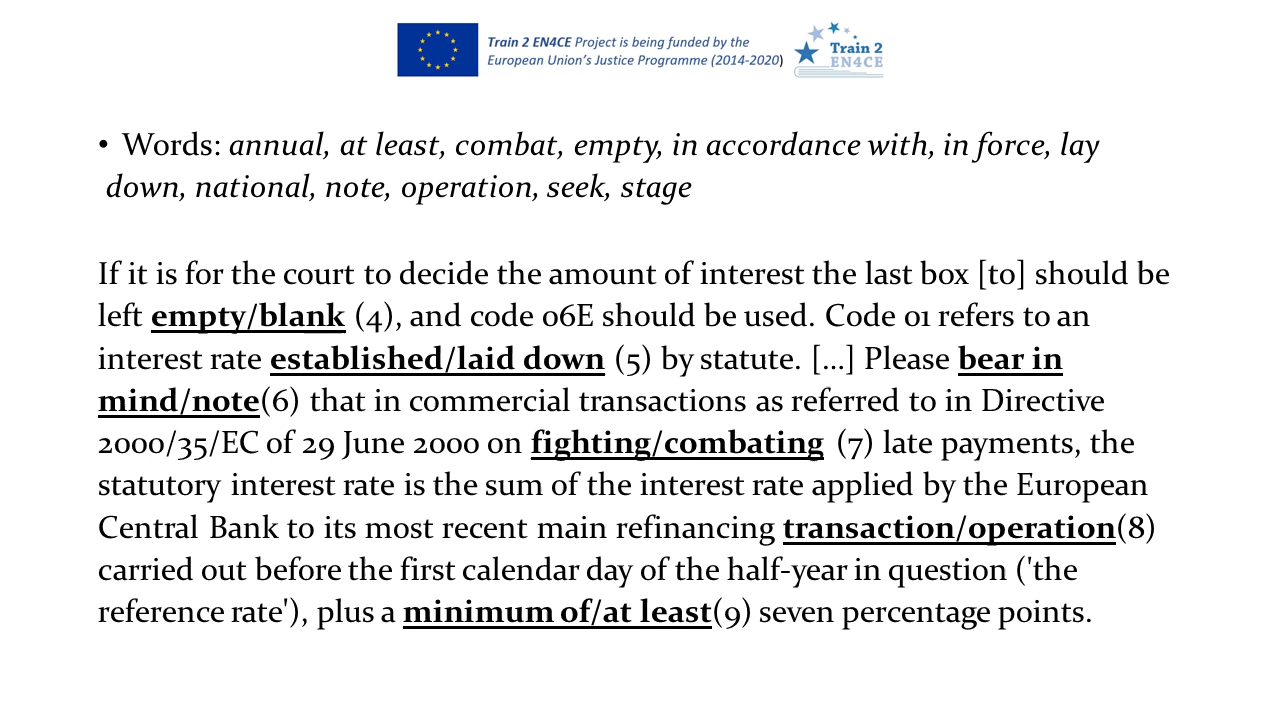 Train 2 EN4CE Project is being funded by the
European Union's Justice Programme (2014-2020)
Train 2
EN4CE
• Words: annual, at least, combat, empty, in accordance with, in force, lay
down, national, note, operation, seek, stage
If it is for the court to decide the amount of interest the last box [to] should be
left empty/blank (4), and code 06E should be used. Code 01 refers to an
interest rate established/laid down (5) by statute. [...] Please bear in
mind/note(6) that in commercial transactions as referred to in Directive
2000/35/EC of 29 June 2000 on fighting/combating (7) late payments, the
statutory interest rate is the sum of the interest rate applied by the European
Central Bank to its most recent main refinancing transaction/operation(8)
carried out before the first calendar day of the half-year in question ('the
reference rate'), plus a minimum of/at least(9) seven percentage points.